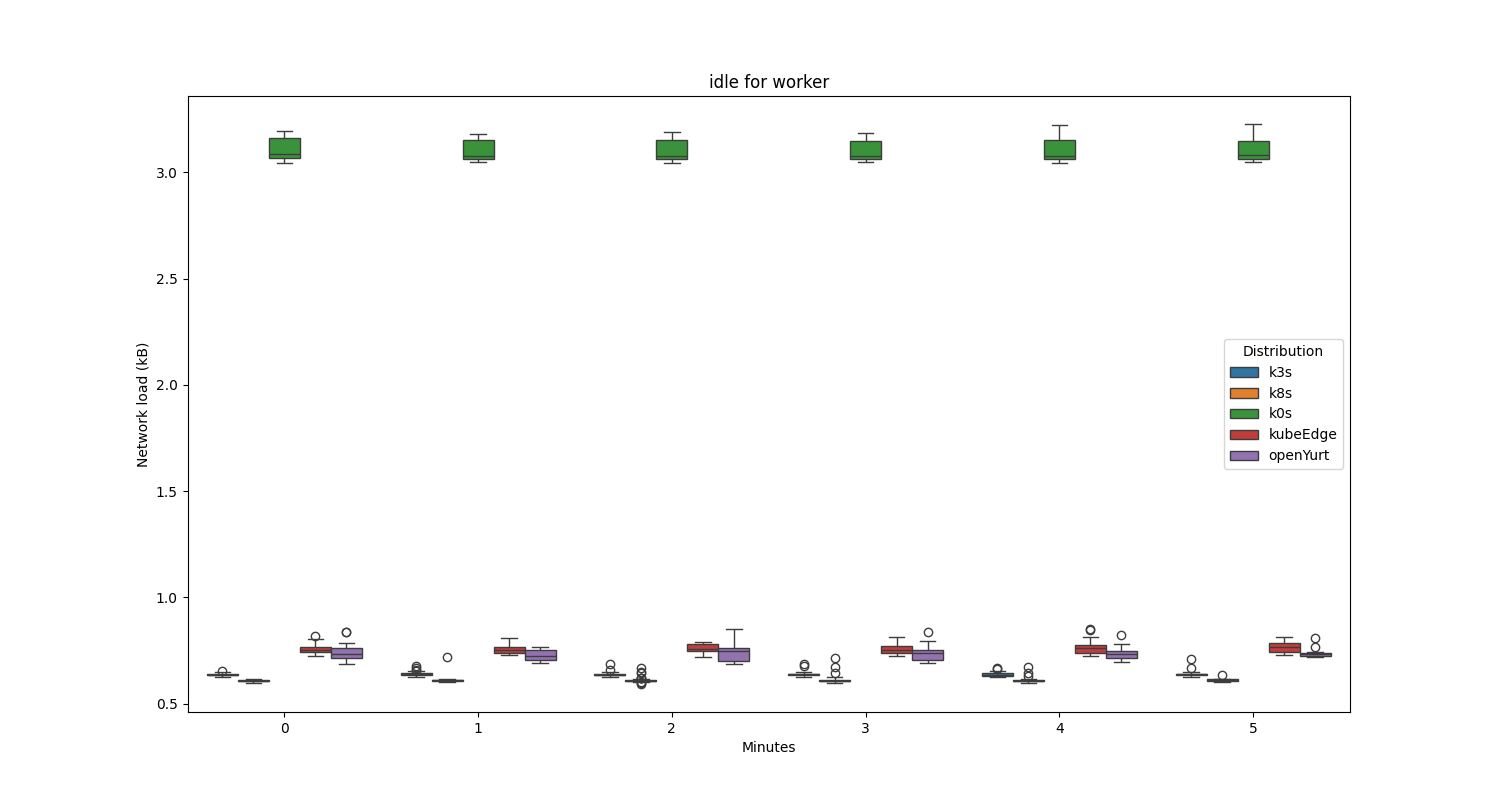 idle for worker
Network load (kB)
3.0
2.5
2.0
1.5
1.0
0.5
Distribution
k3s
k8s
k0s
kubeEdge
openYurt
0 1 2 3 4 5
Minutes